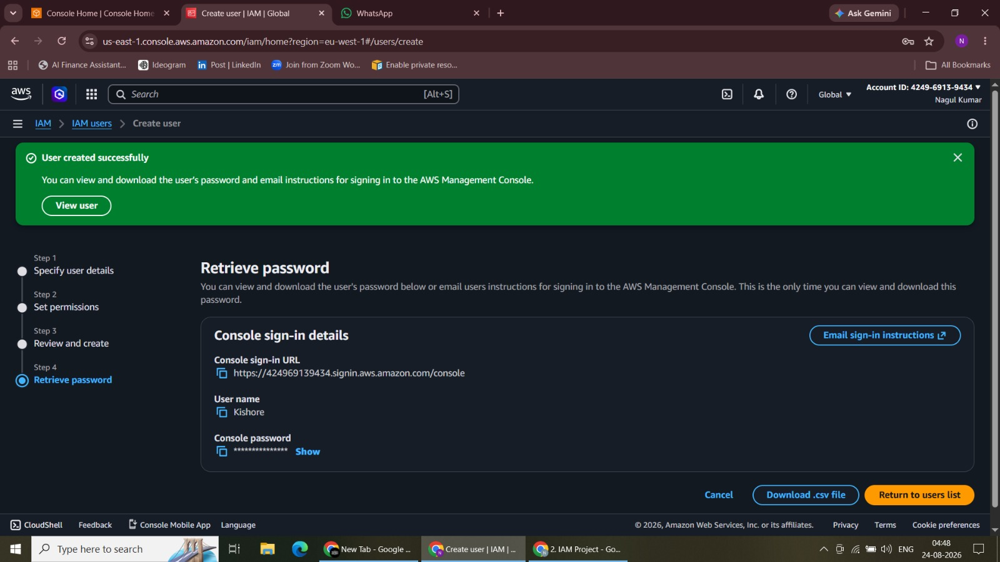 Console Home | Console Home
Create user | IAM | Global
WhatsApp
Ask Gemini
us-east-1.console.aws.amazon.com/iam/home?region=eu-west-1#/users/create
N
AI Finance Assistant...
Ideogram
in Post | LinkedIn
zm Join from Zoom Wo...
Enable private reso...
All Bookmarks
aws
Search
[Alt+S]
Global
Account ID: 4249-6913-9434
Nagul Kumar
IAM
IAM users
Create user
User created successfully
You can view and download the user's password and email instructions for signing in to the AWS Management Console.
View user
Step 1
Specify user details
Step 2
Set permissions
Step 3
Review and create
Step 4
Retrieve password
Retrieve password
You can view and download the user's password below or email users instructions for signing in to the AWS Management Console. This is the only time you can view and download this
password.
Console sign-in details
Email sign-in instructions
Console sign-in URL
https://424969139434.signin.aws.amazon.com/console
User name
Kishore
Console password
*************** Show
Cancel
Download .csv file
Return to users list
CloudShell
Feedback
Console Mobile App
Language
© 2026, Amazon Web Services, Inc. or its affiliates.
Privacy
Terms
Cookie preferences
Type here to search
New Tab - Google ...
Create user | IAM | ...
2. IAM Project - Go...
ENG
04:48
24-08-2026